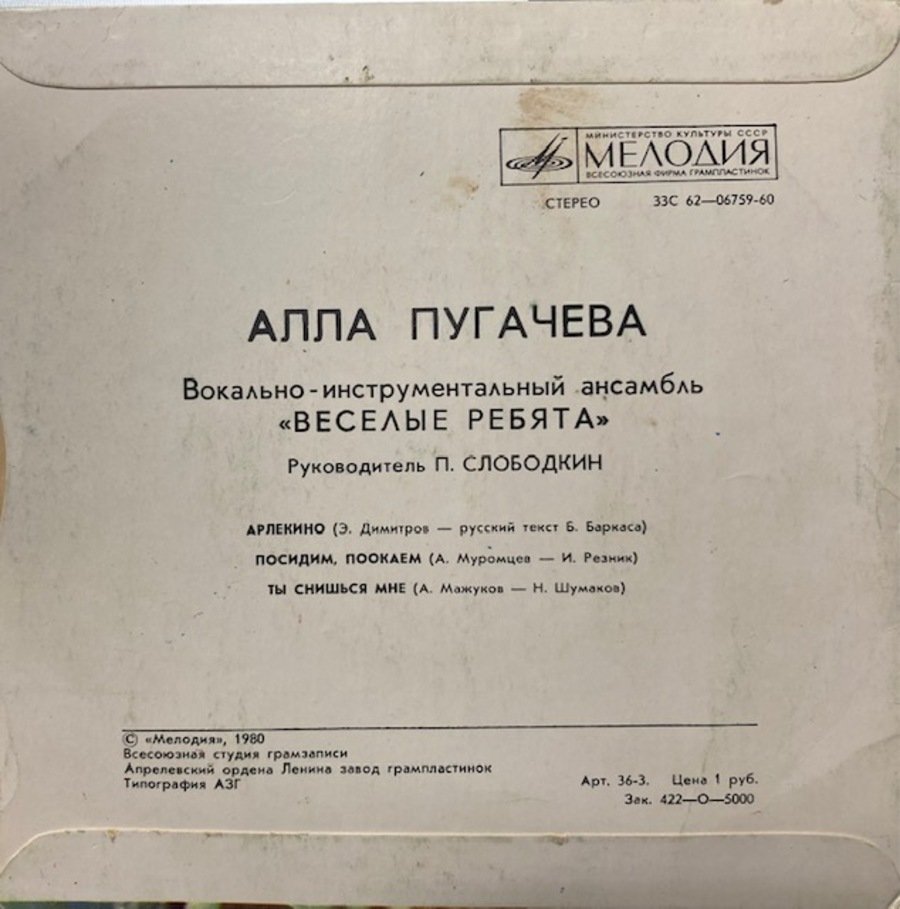 МИНИСТЕРСТВО КУЛЬТУРЫ СССР
МЕЛОДИЯ
ВСЕСОЮЗНАЯ ФИРМА ГРАМПЛАСТИНОК
СТЕРЕО 33С 62—06759-60
АЛЛА ПУГАЧЕВА
Вокально-инструментальный ансамбль
«ВЕСЕЛЫЕ РЕБЯТА»
Руководитель П. СЛОБОДКИН
АРЛЕКИНО (Э. Димитров — русский текст Б. Баркаса)
ПОСИДИМ, ПООКАЕМ (А. Муромцев — И. Резник)
ТЫ СНИШЬСЯ МНЕ (А. Мажуков — Н. Шумаков)
© «Мелодия», 1980
Всесоюзная студия грамзаписи
Апрелевский ордена Ленина завод грампластинок
Типография АЗГ
Арт. 36-3. Цена 1 руб.
Зак. 422—О—5000